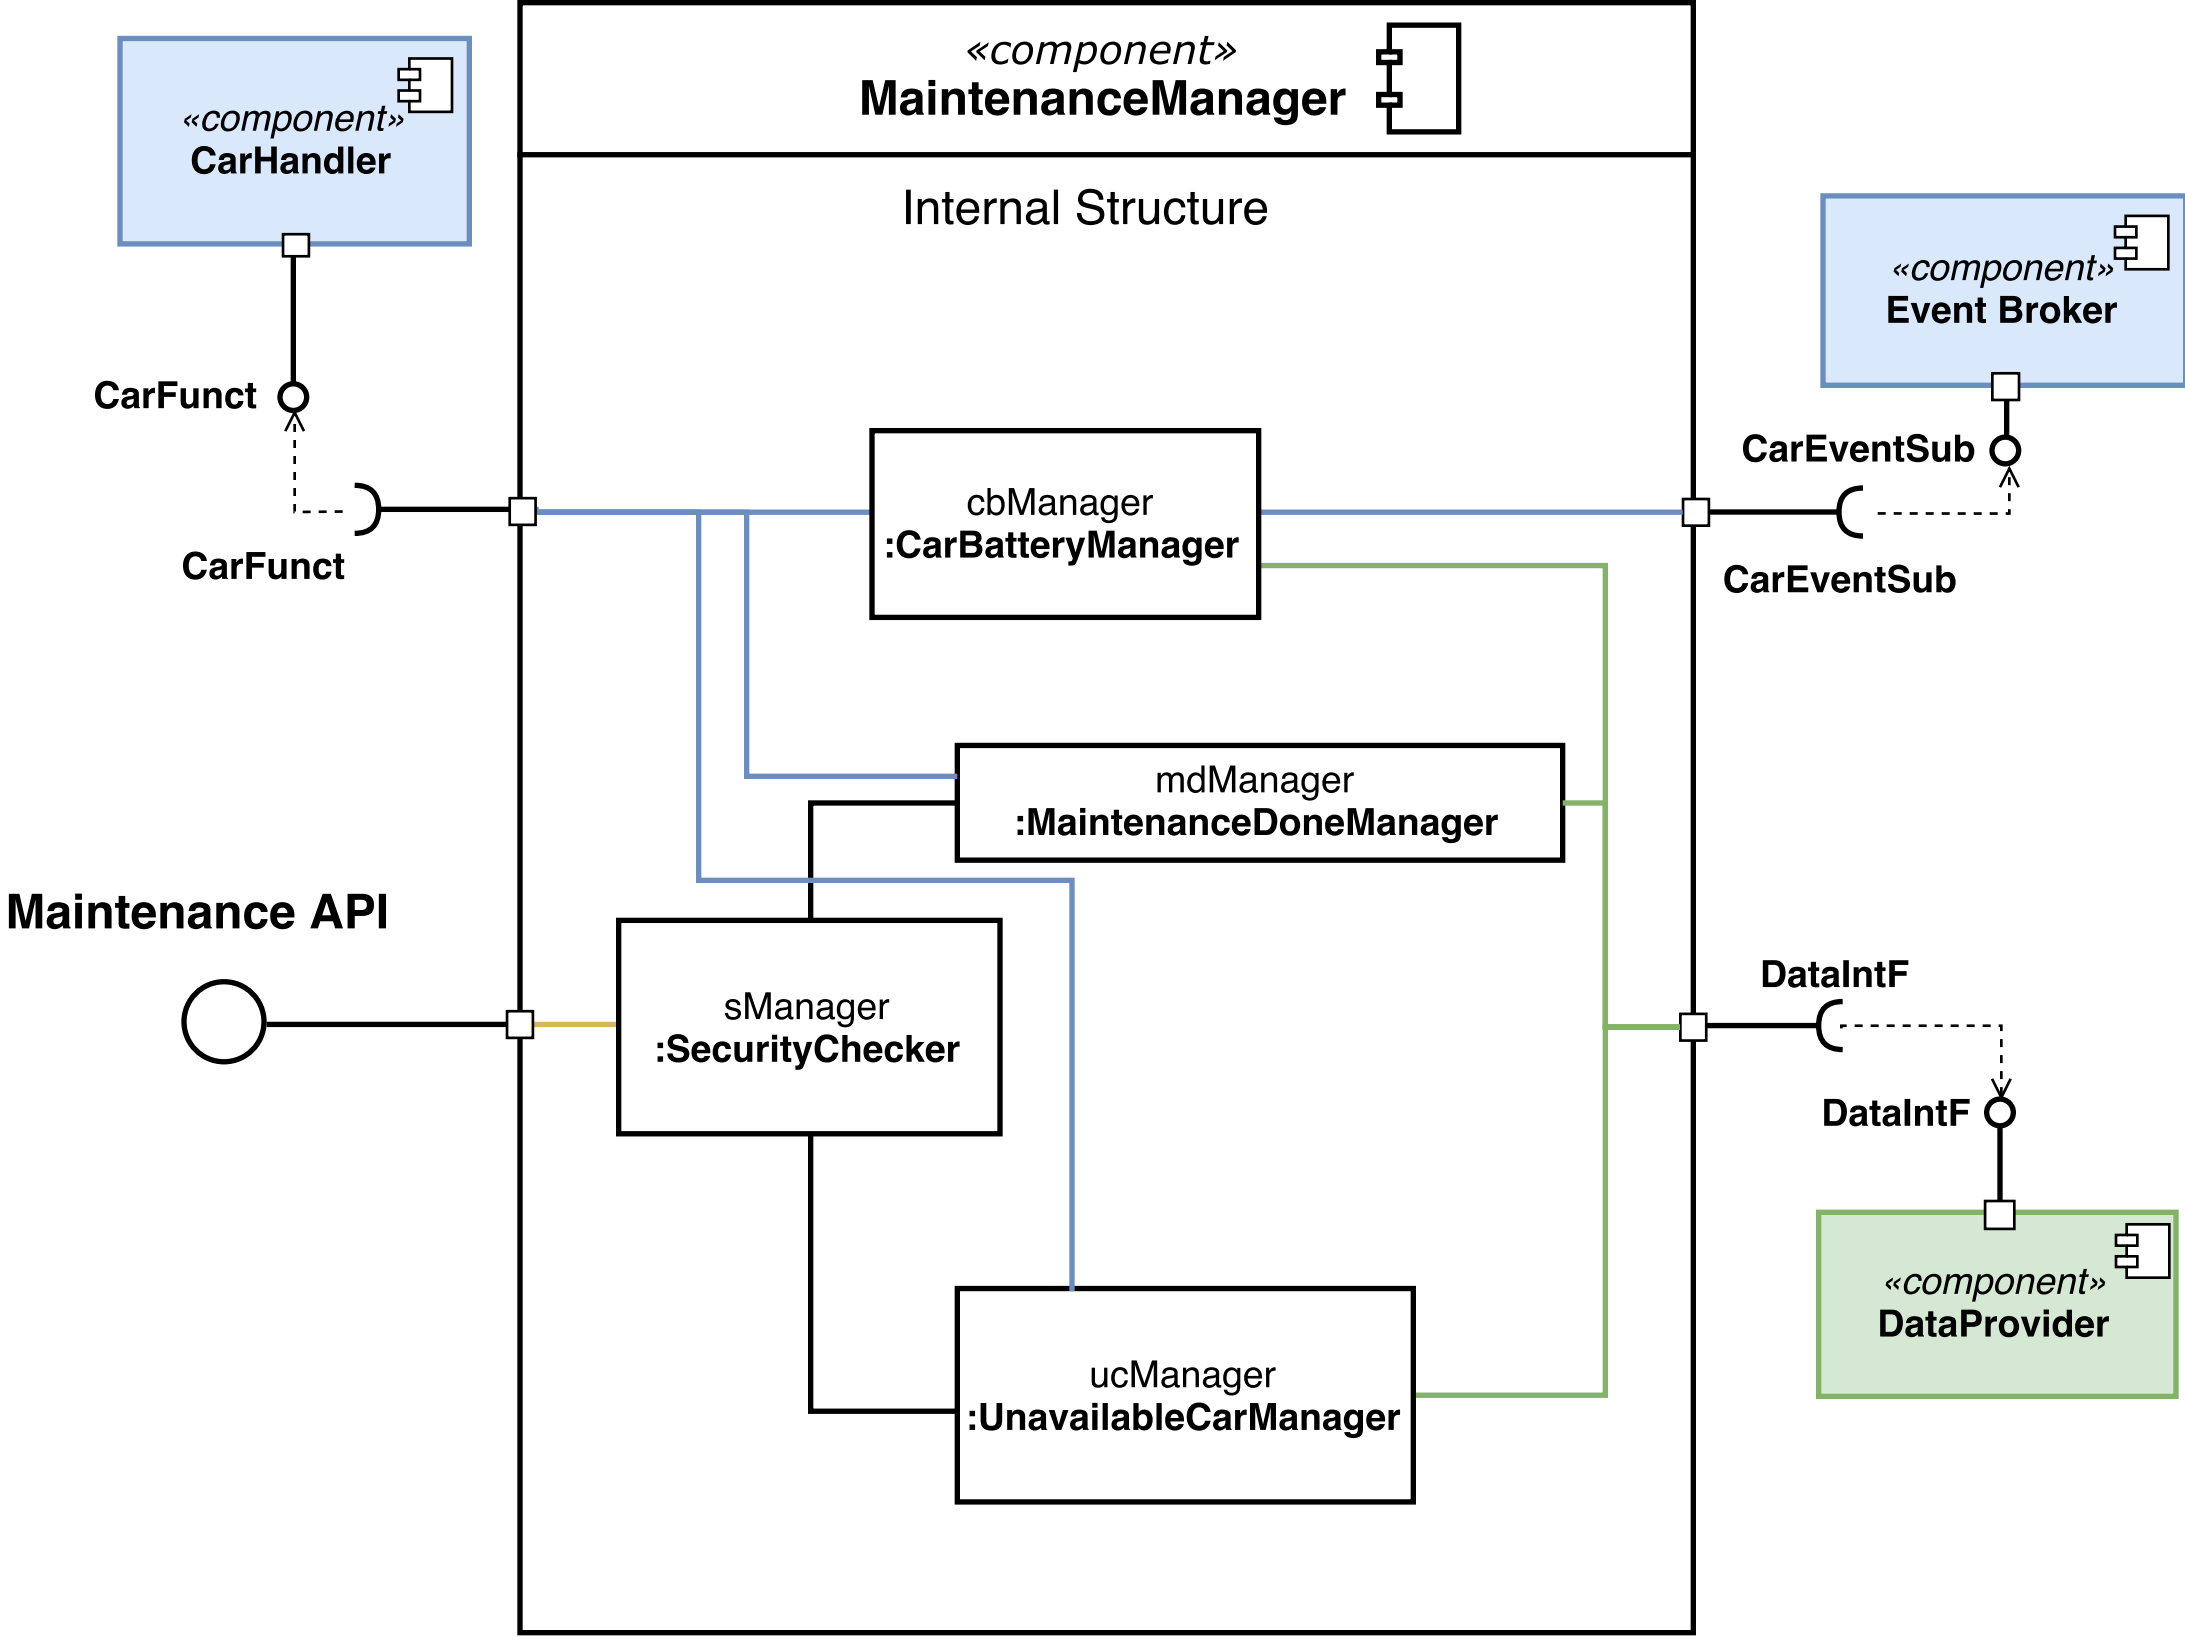 «component»
MaintenanceManager
Internal Structure
«component»
CarHandler
CarFunct
CarFunct
«component»
Event Broker
CarEventSub
CarEventSub
cbManager
:CarBatteryManager
mdManager
:MaintenanceDoneManager
Maintenance API
sManager
:SecurityChecker
DataIntF
DataIntF
«component»
DataProvider
ucManager
:UnavailableCarManager